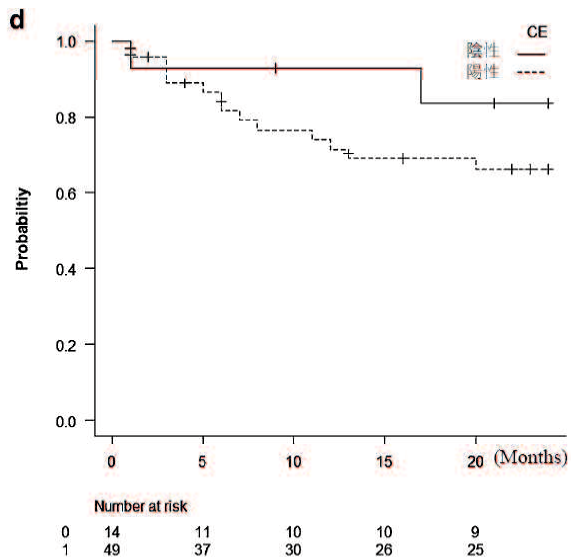 d
CE
陰性
陽性
1.0
0.8
0.6
0.4
0.2
0.0
Probabiltiy
0 5 10 15 20 (Months)
Number at risk
0 14 11 10 10 9
1 49 37 30 26 25